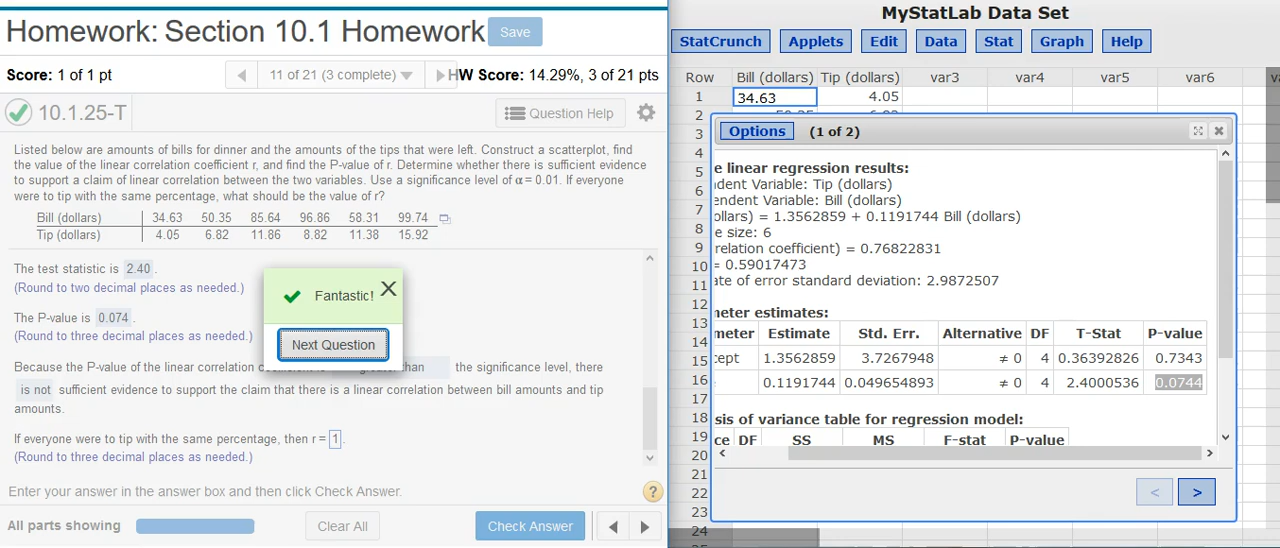 Homework: Section 10.1 Homework Save
Score: 1 of 1 pt
11 of 21 (3 complete)
HW Score: 14.29%, 3 of 21 pts
10.1.25-T
Question Help
Listed below are amounts of bills for dinner and the amounts of the tips that were left. Construct a scatterplot, find
the value of the linear correlation coefficient r, and find the P-value of r. Determine whether there is sufficient evidence
to support a claim of linear correlation between the two variables. Use a significance level of α = 0.01. If everyone
were to tip with the same percentage, what should be the value of r?
Bill (dollars) 34.63 50.35 85.64 96.86 58.31 99.74
Tip (dollars) 4.05 6.82 11.86 8.82 11.38 15.92
The test statistic is 2.40.
(Round to two decimal places as needed.)
The P-value is 0.074.
(Round to three decimal places as needed.)
Because the P-value of the linear correlation than the significance level, there
is not sufficient evidence to support the claim that there is a linear correlation between bill amounts and tip
amounts.
If everyone were to tip with the same percentage, then r = 1.
(Round to three decimal places as needed.)
Fantastic!
Next Question
Enter your answer in the answer box and then click Check Answer.
?
All parts showing
Clear All
Check Answer
MyStatLab Data Set
StatCrunch Applets Edit Data Stat Graph Help
Row Bill (dollars) Tip (dollars) var3 var4 var5 var6
1 34.63 4.05
2
3
4
5
6
7
8
9
10
11
12
13
14
15
16
17
18
19
20
21
22
23
24
Options (1 of 2)
e linear regression results:
ndent Variable: Tip (dollars)
endent Variable: Bill (dollars)
ollars) = 1.3562859 + 0.1191744 Bill (dollars)
e size: 6
relation coefficient) = 0.76822831
= 0.59017473
ate of error standard deviation: 2.9872507
neter estimates:
meter Estimate Std. Err. Alternative DF T-Stat P-value
cept 1.3562859 3.7267948 ≠ 0 4 0.36392826 0.7343
0.1191744 0.049654893 ≠ 0 4 2.4000536 0.0744
sis of variance table for regression model:
ce DF SS MS F-stat P-value
< >